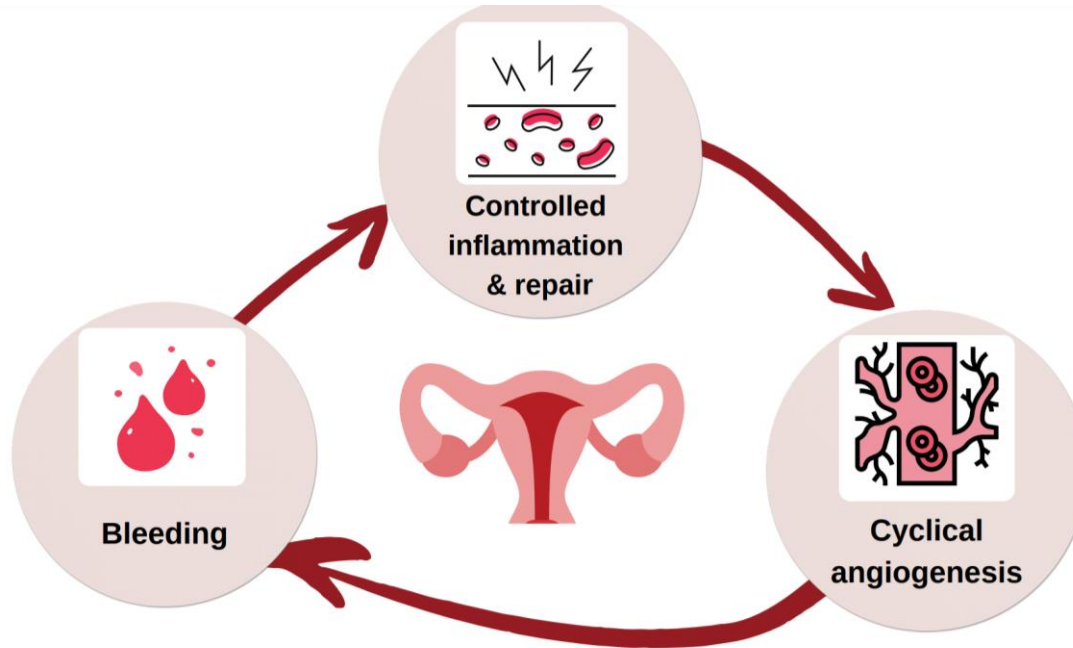 Controlled
inflammation
& repair
Bleeding
Cyclical
angiogenesis